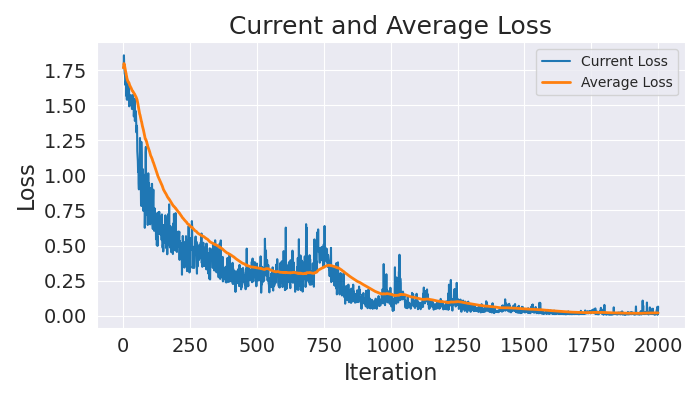 Current and Average Loss
Current Loss
Average Loss
Loss
1.75
1.50
1.25
1.00
0.75
0.50
0.25
0.00
0 250 500 750 1000 1250 1500 1750 2000
Iteration